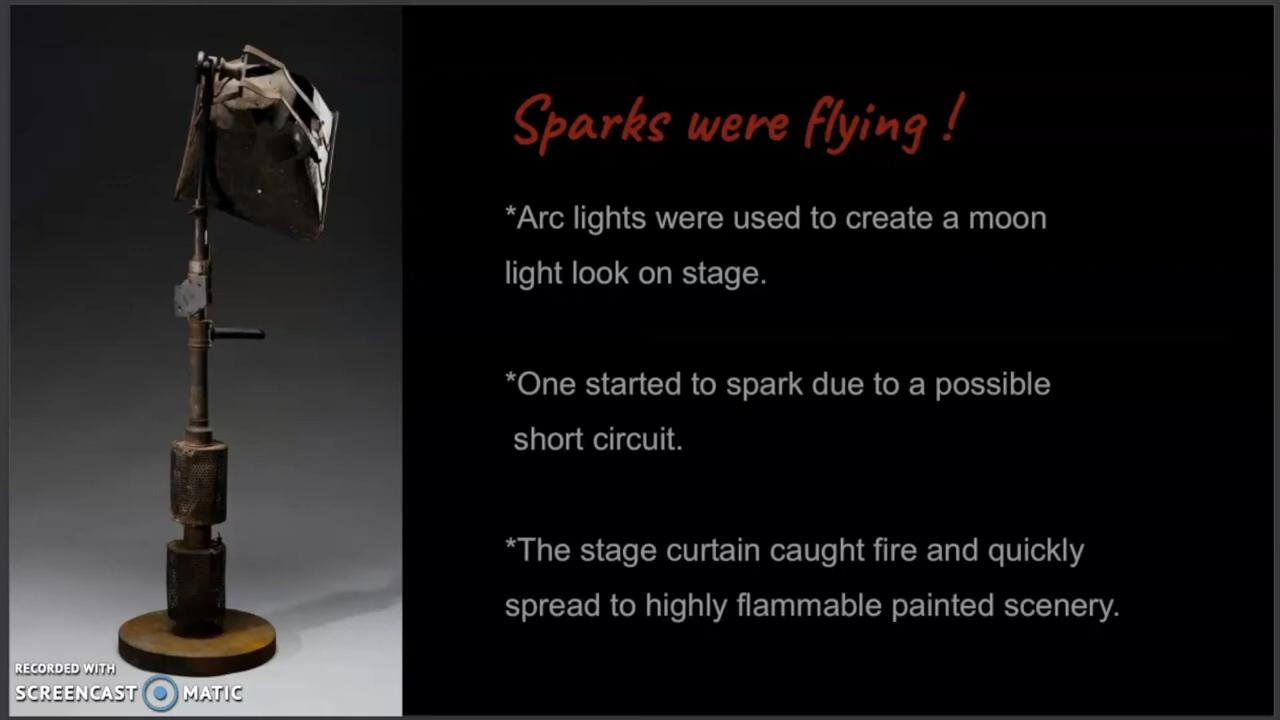 Sparks were flying !
*Arc lights were used to create a moon
light look on stage.
*One started to spark due to a possible
short circuit.
*The stage curtain caught fire and quickly
spread to highly flammable painted scenery.
RECORDED WITH
SCREENCAST MATIC